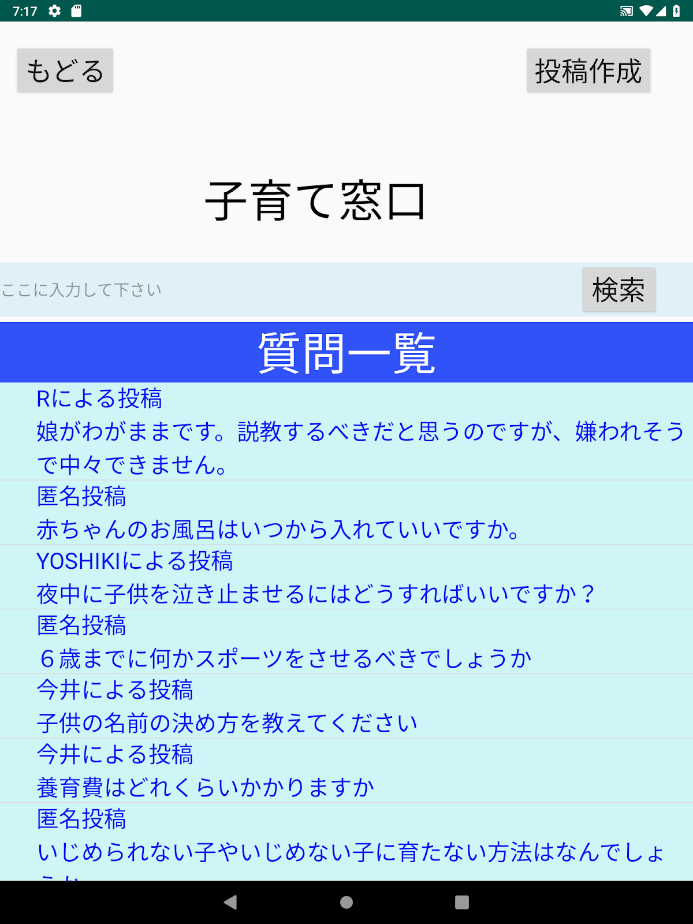 7:17
もどる
投稿作成
子育て窓口
ここに入力して下さい
検索
質問一覧
Rによる投稿
娘がわがままです。説教するべきだと思うのですが、嫌われそう
で中々できません。
匿名投稿
赤ちゃんのお風呂はいつから入れていいですか。
YOSHIKIによる投稿
夜中に子供を泣き止ませるにはどうすればいいですか？
匿名投稿
６歳までに何かスポーツをさせるべきでしょうか
今井による投稿
子供の名前の決め方を教えてください
今井による投稿
養育費はどれくらいかかりますか
匿名投稿
いじめられない子やいじめない子に育たない方法はなんでしょ